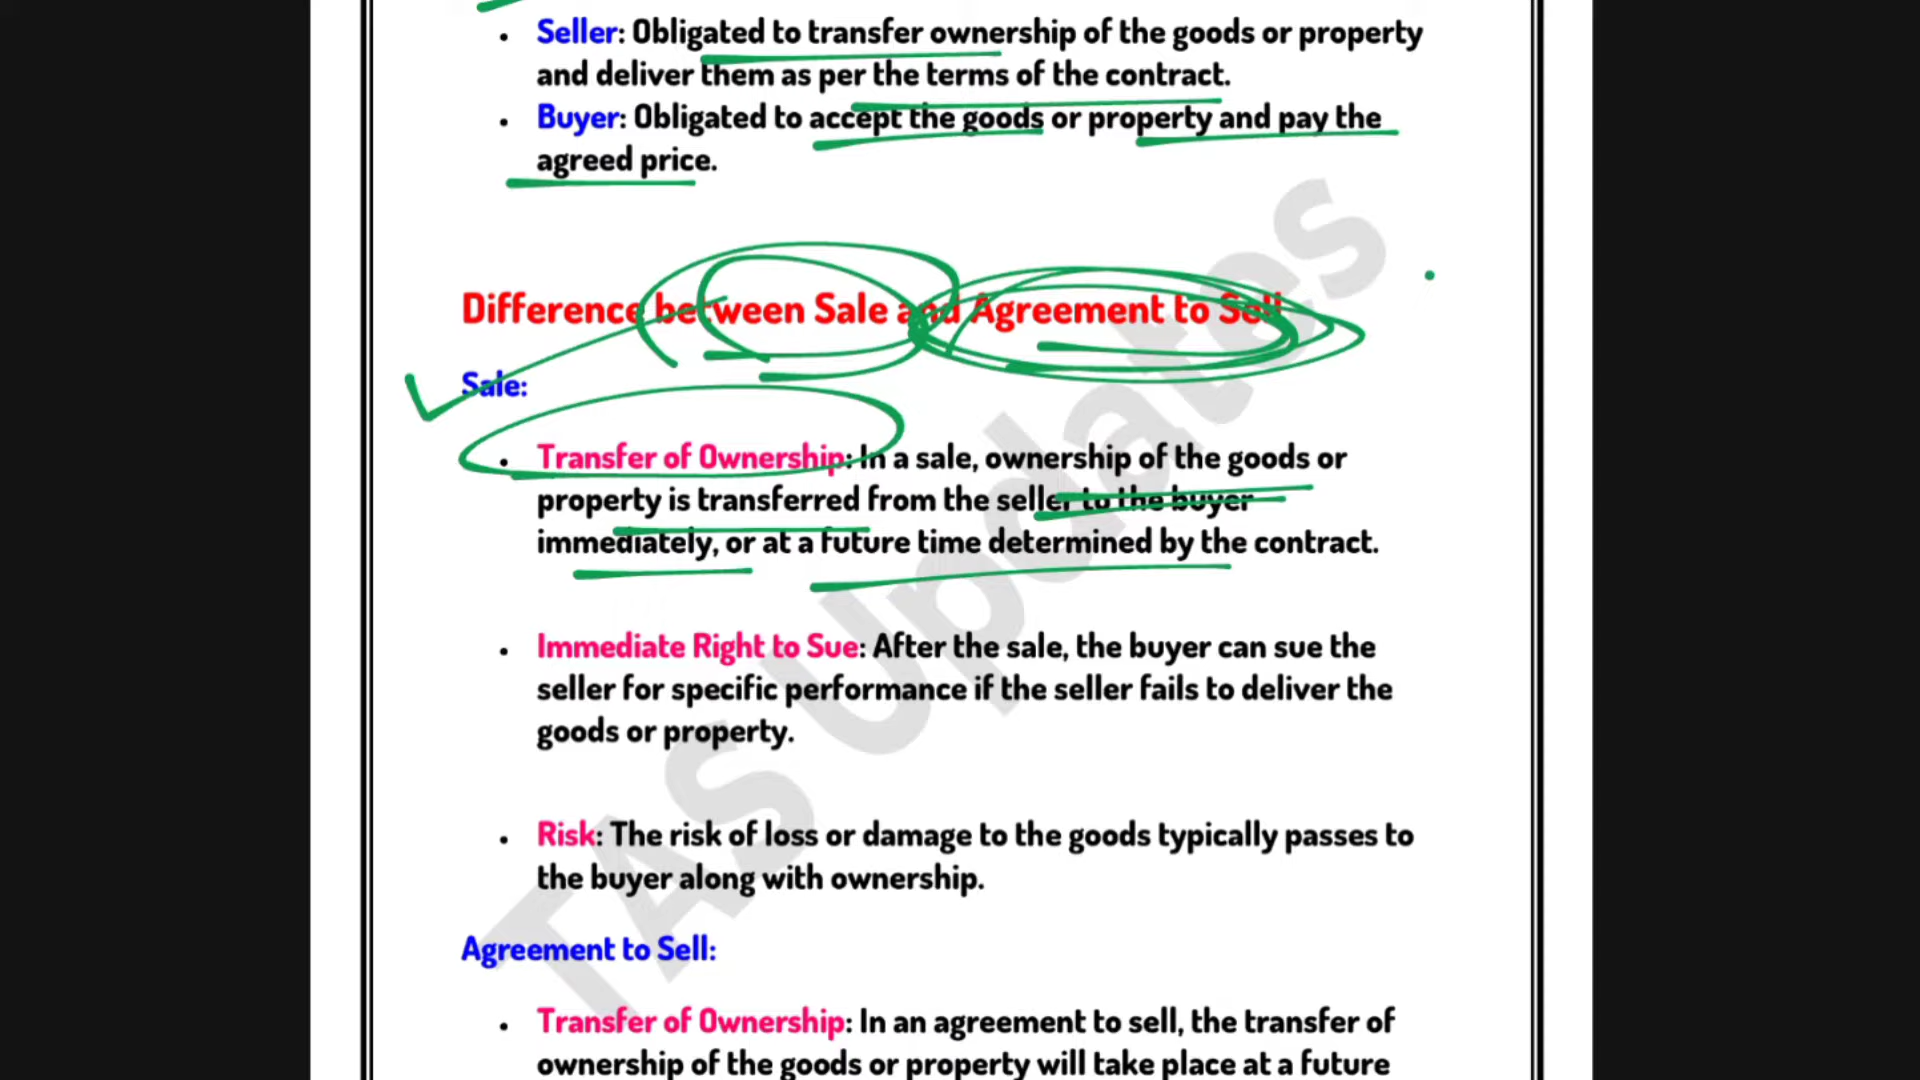 • Seller: Obligated to transfer ownership of the goods or property
and deliver them as per the terms of the contract.
• Buyer: Obligated to accept the goods or property and pay the
agreed price.
Difference between Sale and Agreement to Sell
Sale:
• Transfer of Ownership: In a sale, ownership of the goods or
property is transferred from the seller to the buyer
immediately, or at a future time determined by the contract.
• Immediate Right to Sue: After the sale, the buyer can sue the
seller for specific performance if the seller fails to deliver the
goods or property.
• Risk: The risk of loss or damage to the goods typically passes to
the buyer along with ownership.
Agreement to Sell:
• Transfer of Ownership: In an agreement to sell, the transfer of
ownership of the goods or property will take place at a future
TAS Updates